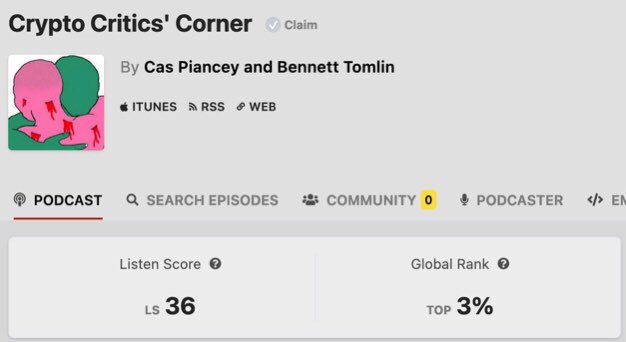 Crypto Critics' Corner Claim
By Cas Piancey and Bennett Tomlin
ITUNES RSS WEB
PODCAST SEARCH EPISODES COMMUNITY 0 PODCASTER EM
Listen Score Global Rank
LS 36 TOP 3%